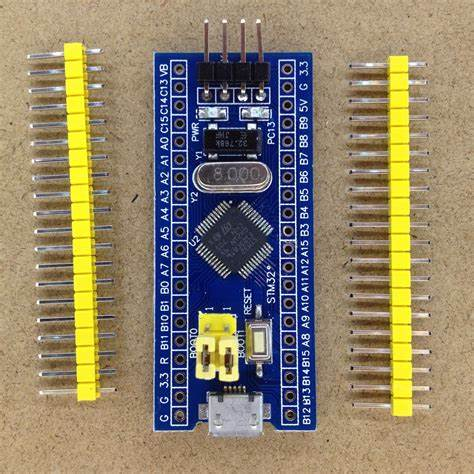 VB
C13
C14
C15
A0
A1
A2
A3
A4
A5
A6
A7
B0
B1
B10
B11
R
3.3
G
G
PWR
PC13
Y1
32.768
8.000
Y2
U2
STM32
RESET
1 1
BOOT0
BOOT1
3.3
G
5V
B9
B8
B7
B6
B5
B4
B3
A15
A12
A11
A10
A9
A8
B15
B14
B13
B12